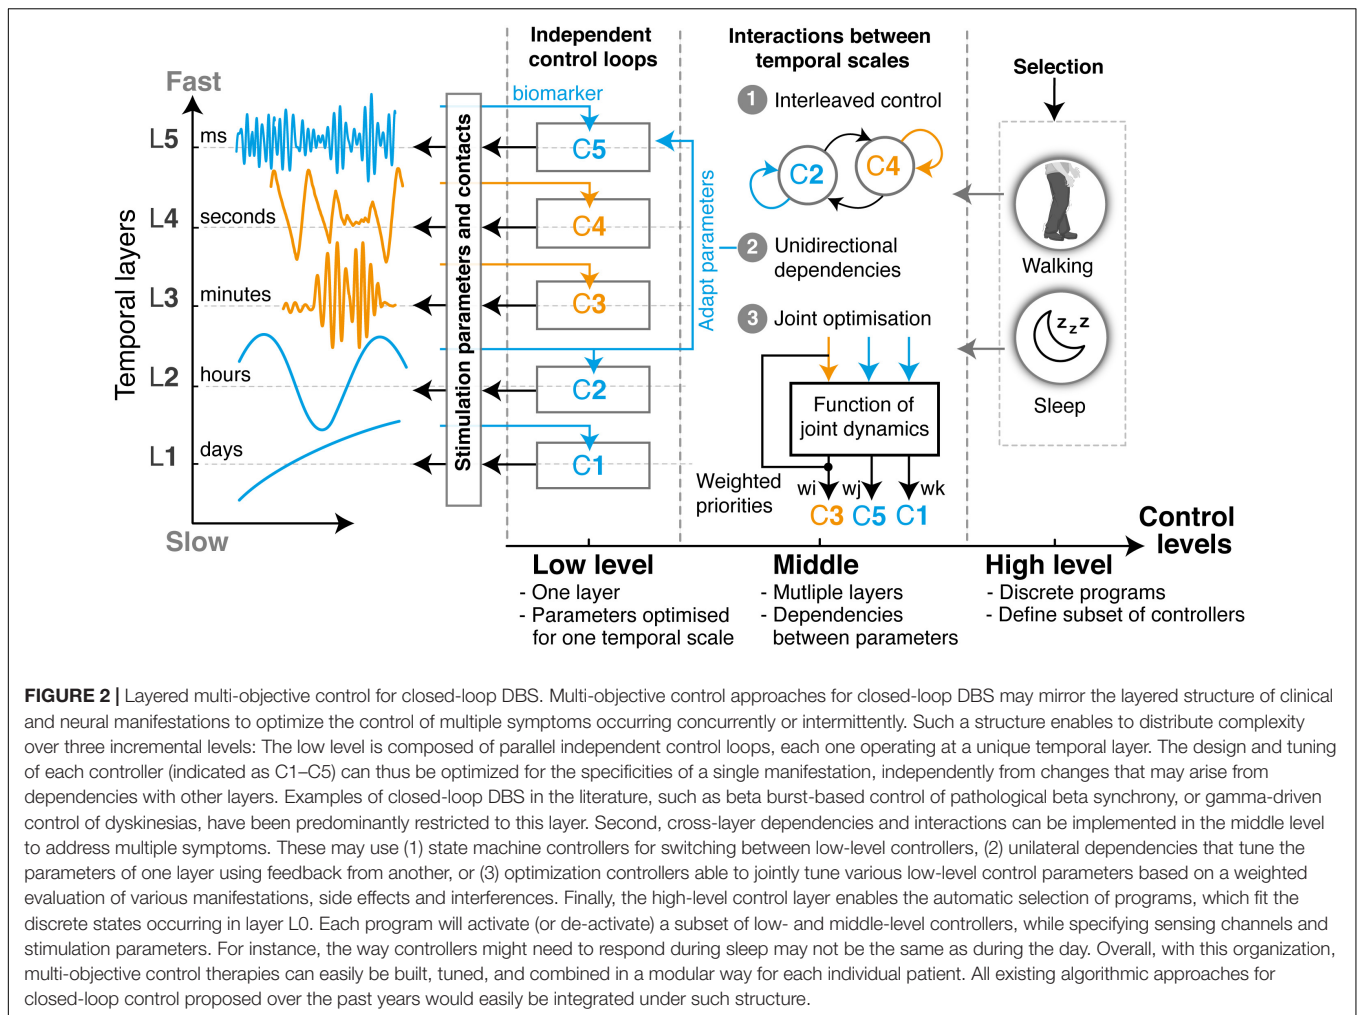 Independent
control loops
Interactions between
temporal scales
Selection
Fast
biomarker
1 Interleaved control
L5 ms
C5
C2
C4
L4 seconds
C4
2 Unidirectional
dependencies
Walking
L3 minutes
C3
3 Joint optimisation
L2 hours
C2
Function of
joint dynamics
Sleep
zzz
L1 days
C1
Weighted
priorities
wi wj wk
C3 C5 C1
Slow
Temporal layers
Stimulation parameters and contacts
Adapt parameters
Control
levels
Low level
- One layer
- Parameters optimised
for one temporal scale
Middle
- Mutliple layers
- Dependencies
between parameters
High level
- Discrete programs
- Define subset of controllers
FIGURE 2 | Layered multi-objective control for closed-loop DBS. Multi-objective control approaches for closed-loop DBS may mirror the layered structure of clinical
and neural manifestations to optimize the control of multiple symptoms occurring concurrently or intermittently. Such a structure enables to distribute complexity
over three incremental levels: The low level is composed of parallel independent control loops, each one operating at a unique temporal layer. The design and tuning
of each controller (indicated as C1–C5) can thus be optimized for the specificities of a single manifestation, independently from changes that may arise from
dependencies with other layers. Examples of closed-loop DBS in the literature, such as beta burst-based control of pathological beta synchrony, or gamma-driven
control of dyskinesias, have been predominantly restricted to this layer. Second, cross-layer dependencies and interactions can be implemented in the middle level
to address multiple symptoms. These may use (1) state machine controllers for switching between low-level controllers, (2) unilateral dependencies that tune the
parameters of one layer using feedback from another, or (3) optimization controllers able to jointly tune various low-level control parameters based on a weighted
evaluation of various manifestations, side effects and interferences. Finally, the high-level control layer enables the automatic selection of programs, which fit the
discrete states occurring in layer L0. Each program will activate (or de-activate) a subset of low- and middle-level controllers, while specifying sensing channels and
stimulation parameters. For instance, the way controllers might need to respond during sleep may not be the same as during the day. Overall, with this organization,
multi-objective control therapies can easily be built, tuned, and combined in a modular way for each individual patient. All existing algorithmic approaches for
closed-loop control proposed over the past years would easily be integrated under such structure.